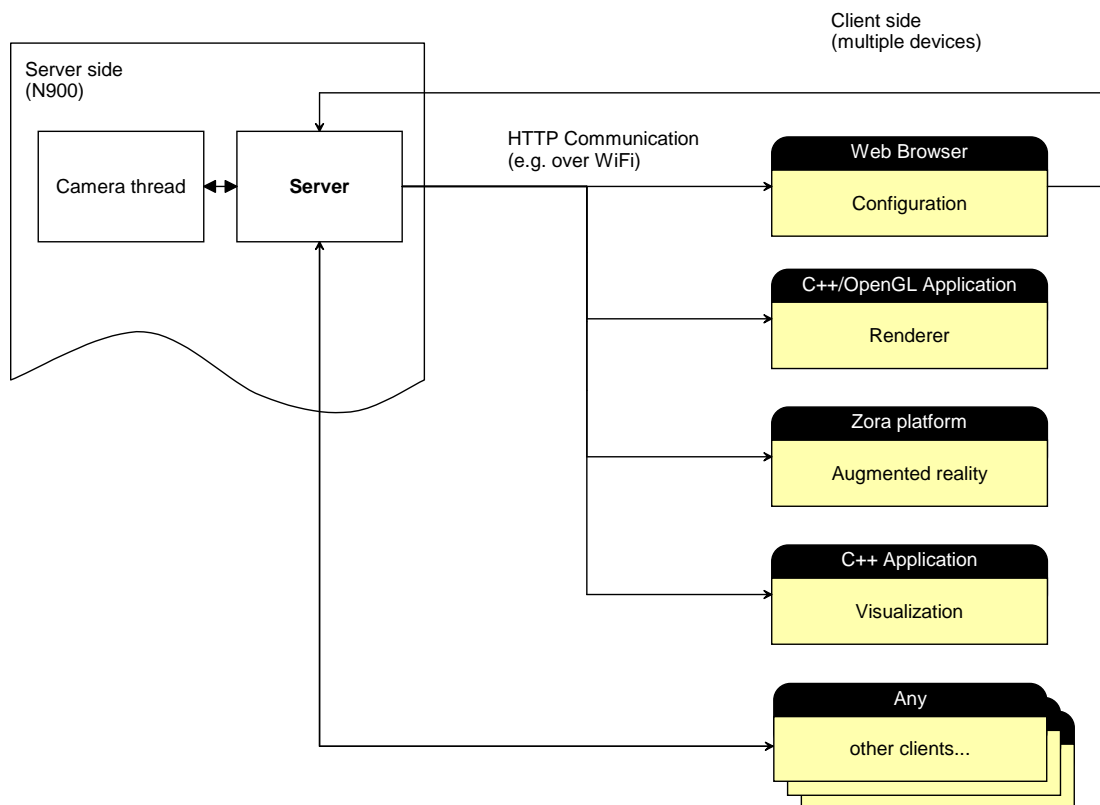 Client side
(multiple devices)
Server side
(N900)
HTTP Communication
(e.g. over WiFi)
Camera thread
Server
Web Browser
Configuration
C++/OpenGL Application
Renderer
Zora platform
Augmented reality
C++ Application
Visualization
Any
other clients...